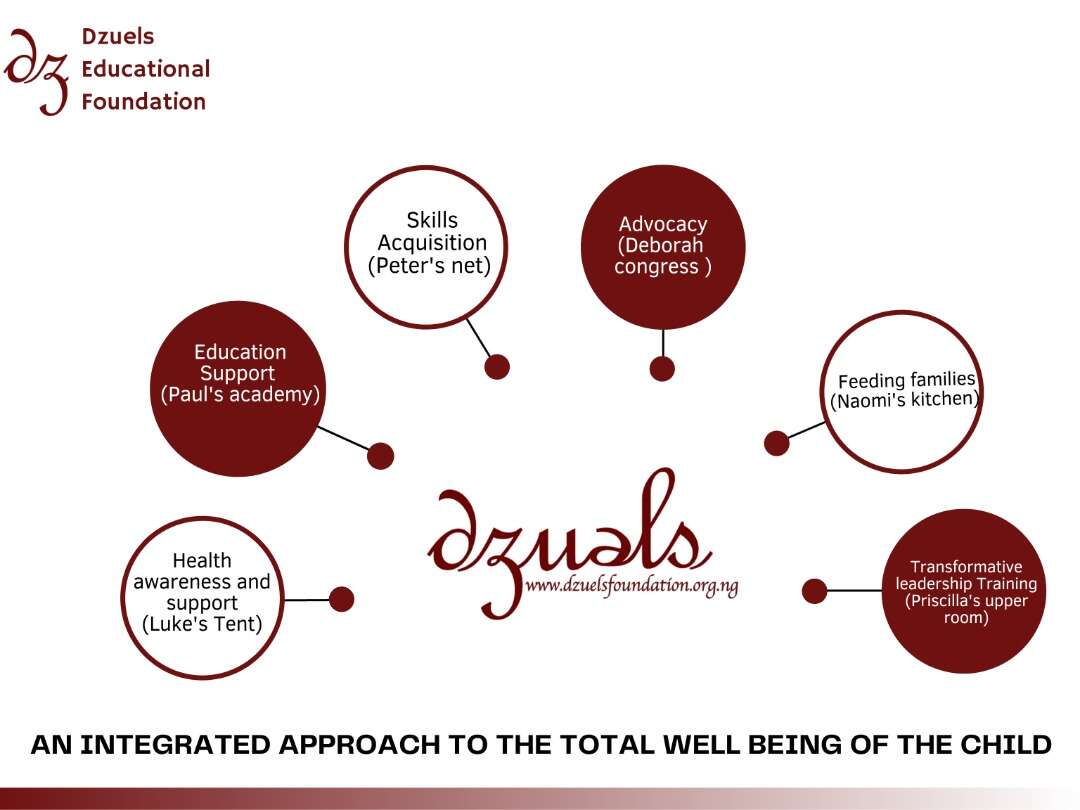 dz
Dzuels
Educational
Foundation
Skills
Acquisition
(Peter's net)
Advocacy
(Deborah
congress )
Education
Support
(Paul's academy)
Feeding families
(Naomi's kitchen)
Health
awareness and
support
(Luke's Tent)
dzuals
www.dzuelsfoundation.org.ng
Transformative
leadership Training
(Priscilla's upper
room)
AN INTEGRATED APPROACH TO THE TOTAL WELL BEING OF THE CHILD